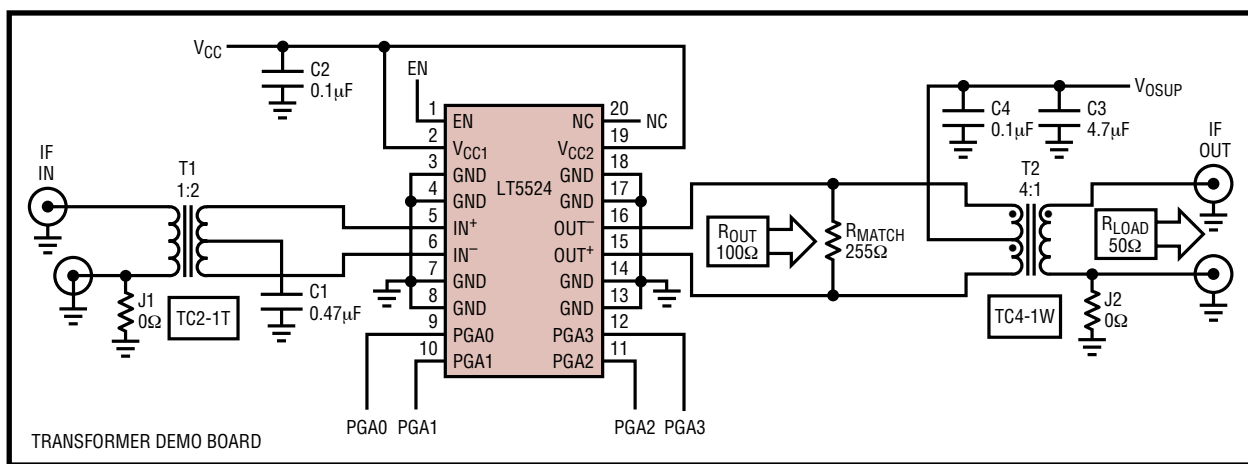 VCC
C2
0.1µF
EN
VOSUP
C4
0.1µF
C3
4.7µF
IF
IN
IF
OUT
T1
1:2
T2
4:1
LT5524
1 EN
2 VCC1
3 GND
4 GND
5 IN+
6 IN−
7 GND
8 GND
9 PGA0
10 PGA1
20 NC NC
19 VCC2
18 GND
17 GND
16 OUT−
15 OUT+
14 GND
13 GND
12 PGA3
11 PGA2
ROUT
100Ω
RMATCH
255Ω
RLOAD
50Ω
J1
0Ω
TC2-1T
C1
0.47µF
TC4-1W
J2
0Ω
PGA0 PGA1
PGA2 PGA3
TRANSFORMER DEMO BOARD